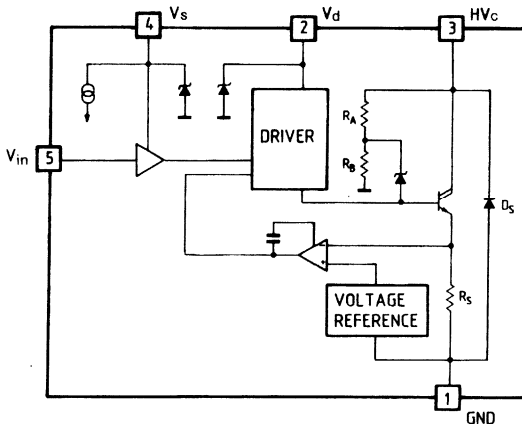 Vs
4
Vd
2
HVc
3
Vin
5
DRIVER
RA
RB
DS
- 
+
VOLTAGE
REFERENCE
RS
1
GND